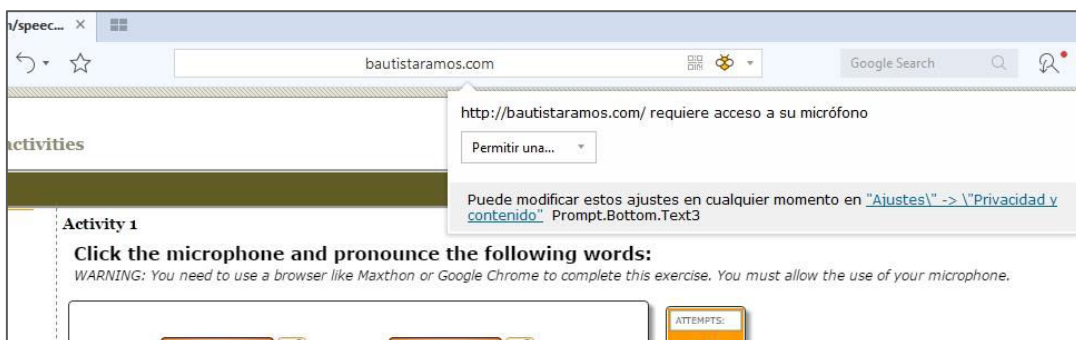 n/speec...
bautistaramos.com
Google Search
http://bautistaramos.com/ requiere acceso a su micrófono
activities
Permitir una...
Puede modificar estos ajustes en cualquier momento en "Ajustes\" -> \"Privacidad y
contenido" Prompt.Bottom.Text3
Activity 1
Click the microphone and pronounce the following words:
WARNING: You need to use a browser like Maxthon or Google Chrome to complete this exercise. You must allow the use of your microphone.
ATTEMPTS: